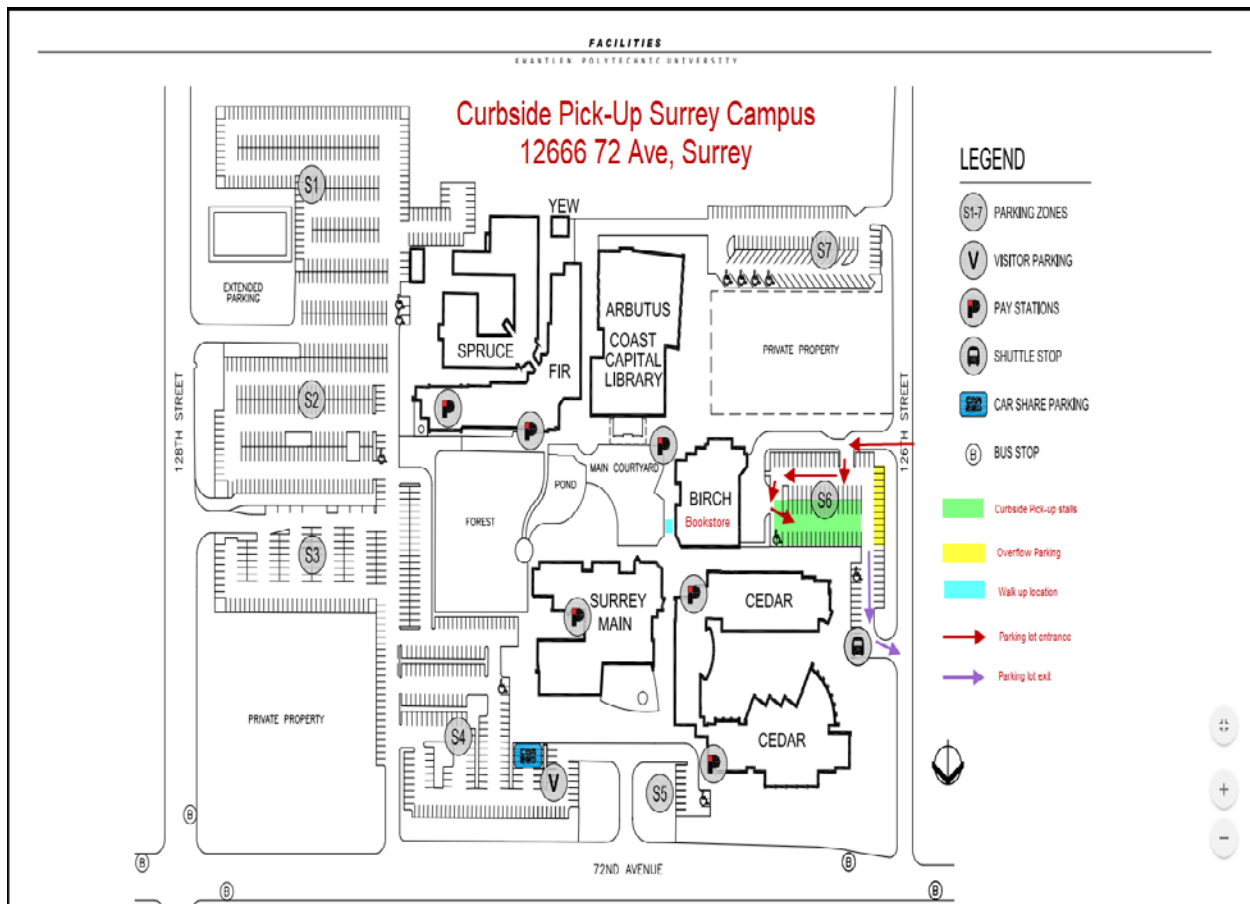 FACILITIES
KWANTLEN POLYTECHNIC UNIVERSITY
Curbside Pick-Up Surrey Campus
12666 72 Ave, Surrey
LEGEND
S1-7 PARKING ZONES
V VISITOR PARKING
P PAY STATIONS
SHUTTLE STOP
CAR SHARE PARKING
B BUS STOP
Curbside Pick-up stalls
Overflow Parking
Walk up location
Parking lot entrance
Parking lot exit
S1
YEW
S7
EXTENDED
PARKING
ARBUTUS
COAST
CAPITAL
LIBRARY
SPRUCE
FIR
PRIVATE PROPERTY
128TH STREET
S2
P
P
P
126TH STREET
MAIN COURTYARD
POND
BIRCH
Bookstore
S6
FOREST
S3
SURREY
MAIN
P
P
CEDAR
PRIVATE PROPERTY
S4
V
S5
P
CEDAR
B
B
B
B
B
72ND AVENUE